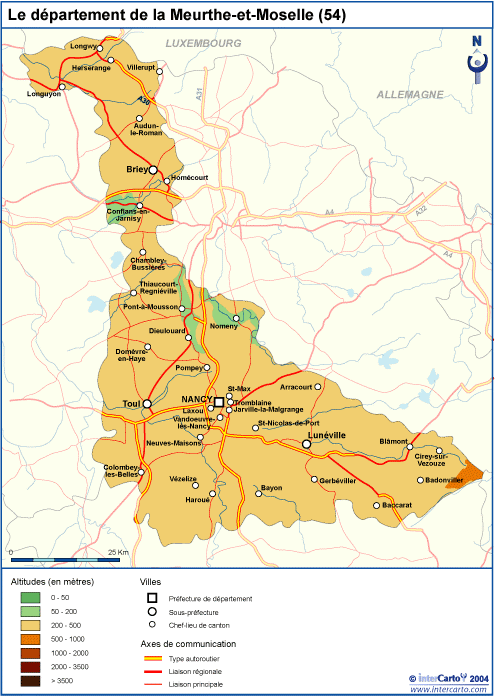 Le département de la Meurthe-et-Moselle (54)
LUXEMBOURG
N
Longwy
Herserange
Villerupt
Longuyon
A30
A31
ALLEMAGNE
Audun-
le-Roman
Briey
Homécourt
Conflans-en-
Jarnisy
A4
A32
A4
Chambley-
Bussières
Thiaucourt-
Regniéville
Pont-à-Mousson
Nomeny
Dieulouard
Domèvre-
en-Haye
Pompey
Arracourt
St-Max
NANCY
Tomblaine
Toul
Laxou
Jarville-la-Malgrange
Vandoeuvre-
lès-Nancy
St-Nicolas-de-Port
Neuves-Maisons
Lunéville
Blâmont
Cirey-sur-
Vezouze
Colombey-
les-Belles
Vézelize
Gerbéviller
Badonviller
Haroué
Bayon
Baccarat
0
25 Km
Altitudes (en mètres)
0 - 50
50 - 200
200 - 500
500 - 1000
1000 - 2000
2000 - 3500
> 3500
Villes
Préfecture de département
Sous-préfecture
Chef-lieu de canton
Axes de communication
Type autoroutier
Liaison régionale
Liaison principale
© interCarto 2004
www.intercarto.com